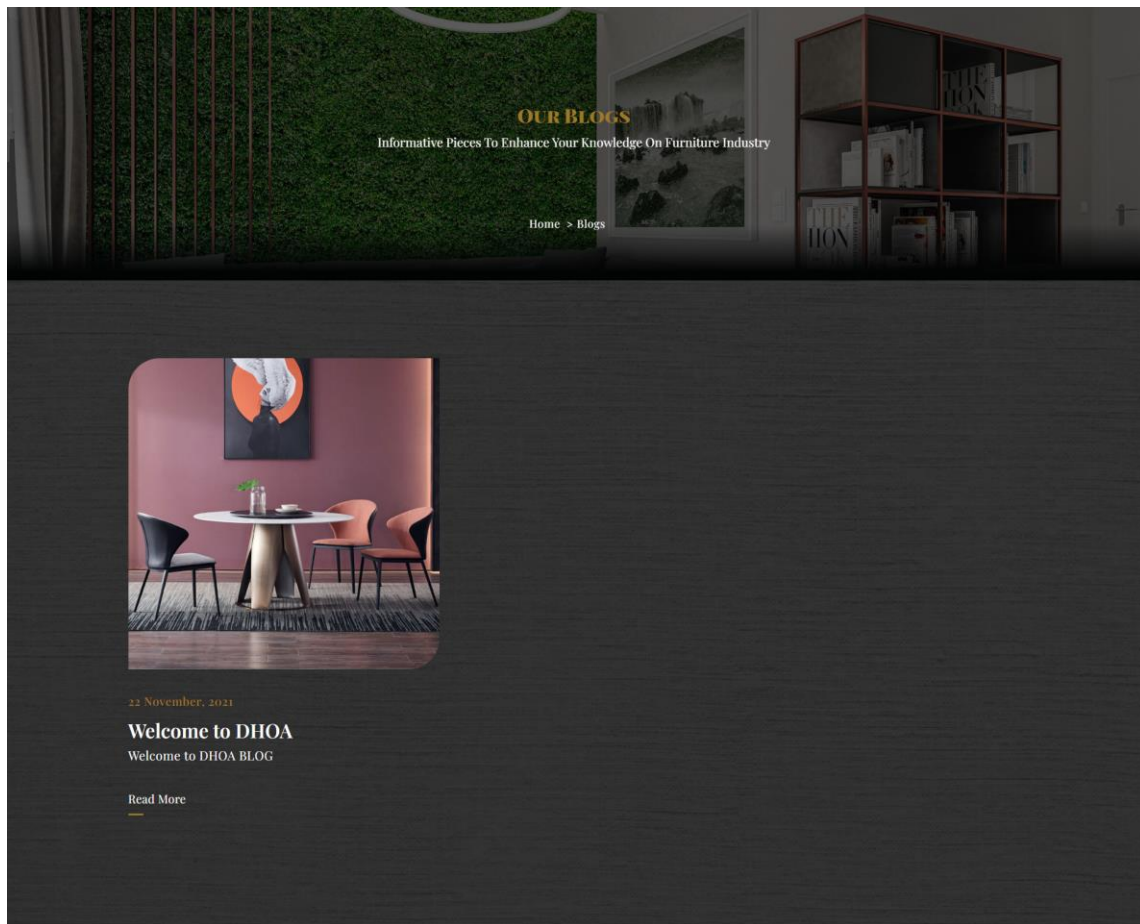 Our Blogs
Informative Pieces To Enhance Your Knowledge On Furniture Industry
Home > Blogs
22 November, 2021
Welcome to DHOA
Welcome to DHOA BLOG
Read More